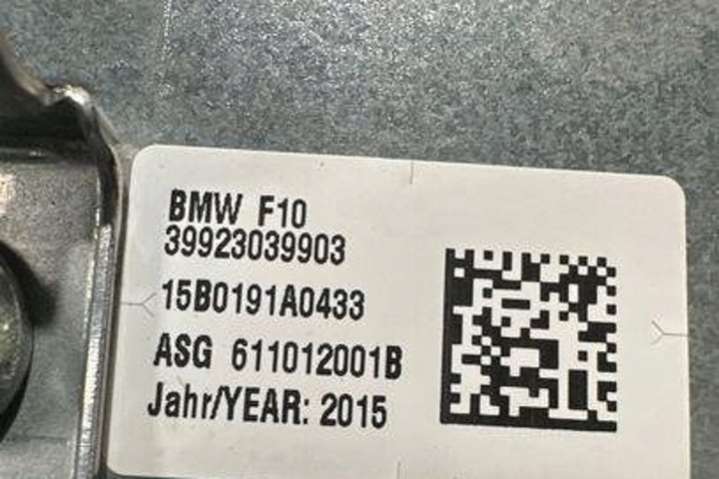 BMW F10
39923039903
15B0191A0433
ASG 611012001B
Jahr/YEAR: 2015